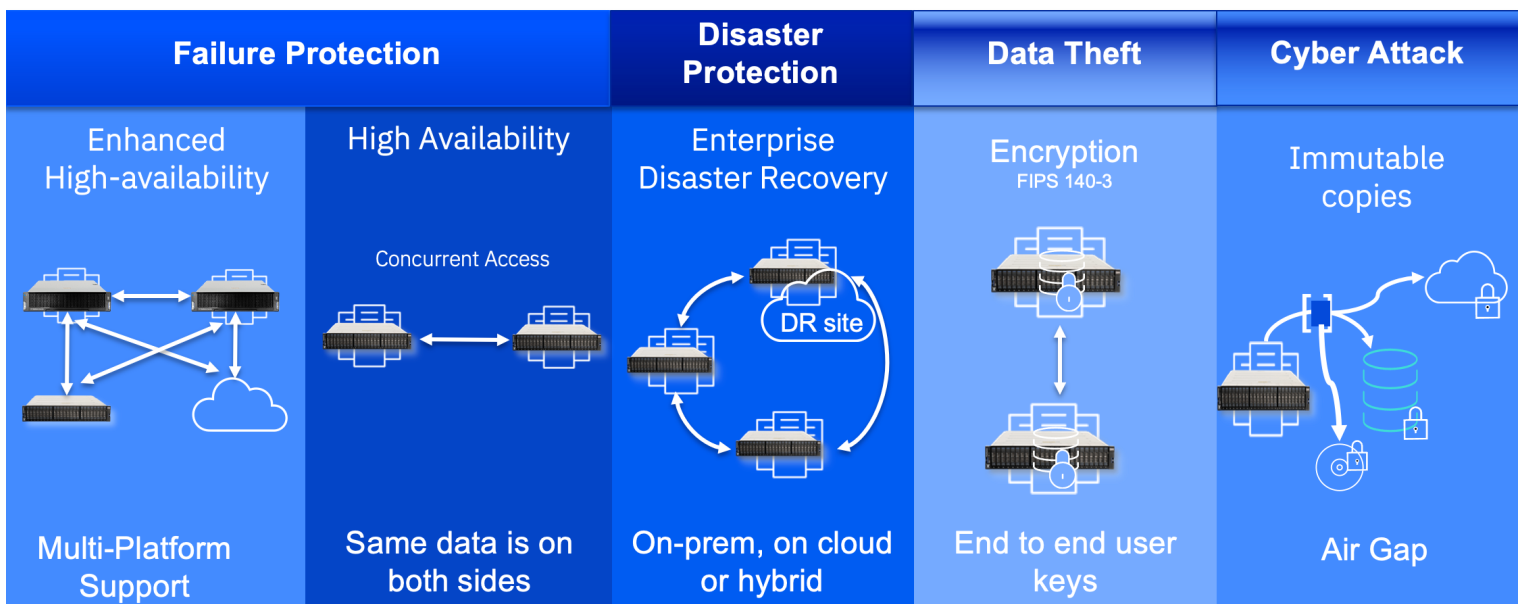 Failure Protection
Disaster
Protection
Data Theft
Cyber Attack
Enhanced
High-availability
High Availability
Enterprise
Disaster Recovery
Encryption
FIPS 140-3
Immutable
copies
Concurrent Access
DR site
Multi-Platform
Support
Same data is on
both sides
On-prem, on cloud
or hybrid
End to end user
keys
Air Gap